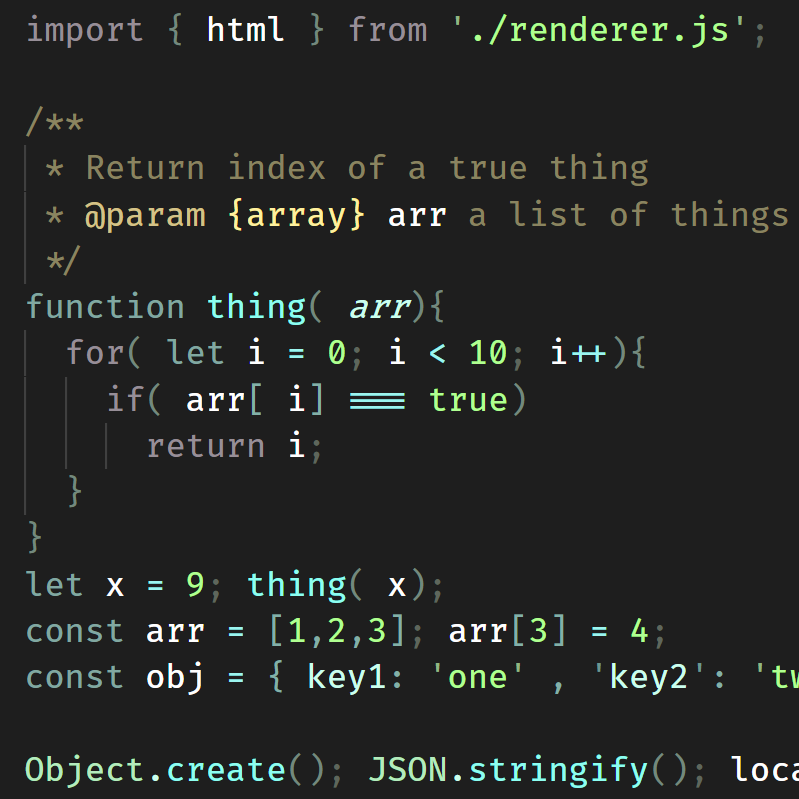 import { html } from './renderer.js';
/**
* Return index of a true thing
* @param {array} arr a list of things
*/
function thing( arr){
for( let i = 0; i < 10; i++){
if( arr[ i] === true)
return i;
}
}
let x = 9; thing( x);
const arr = [1,2,3]; arr[3] = 4;
const obj = { key1: 'one' , 'key2': 'tw
Object.create(); JSON.stringify(); loca